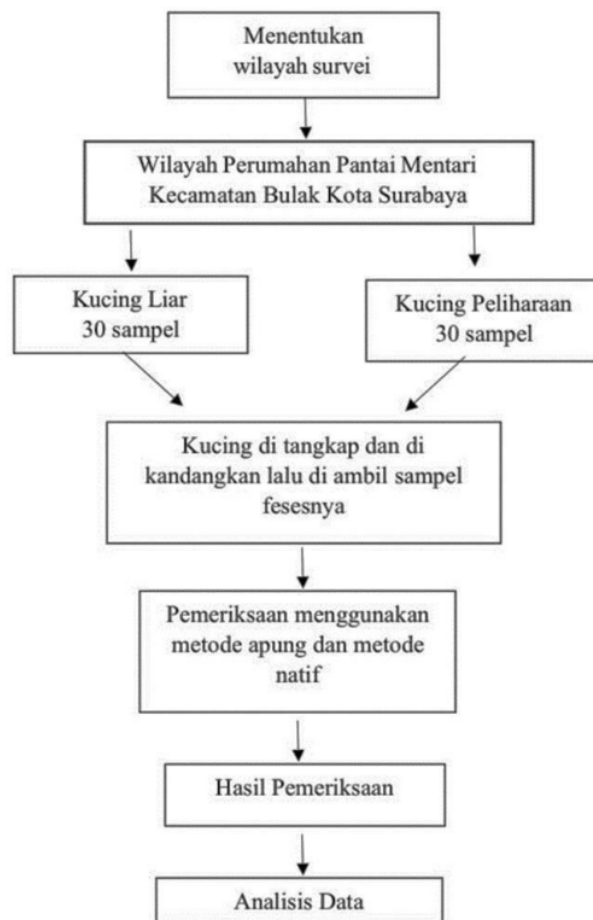 Menentukan
wilayah survei
Wilayah Perumahan Pantai Mentari
Kecamatan Bulak Kota Surabaya
Kucing Liar
30 sampel
Kucing Peliharaan
30 sampel
Kucing di tangkap dan di
kandangkan lalu di ambil sampel
fesesnya
Pemeriksaan menggunakan
metode apung dan metode
natif
Hasil Pemeriksaan
Analisis Data